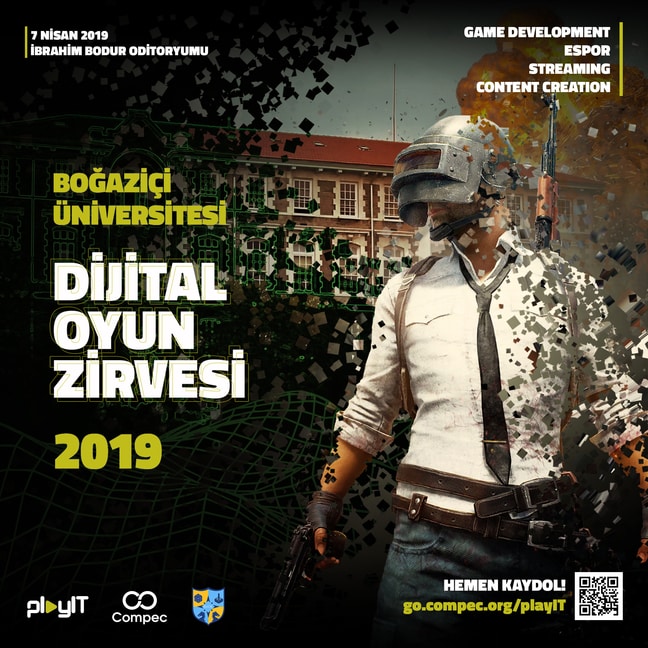 7 NİSAN 2019
İBRAHİM BODUR ODİTORYUMU
GAME DEVELOPMENT
ESPOR
STREAMING
CONTENT CREATION
BOĞAZİÇİ
ÜNİVERSİTESİ
DİJİTAL
OYUN
ZİRVESİ
2019
HEMEN KAYDOL!
go.compec.org/playIT
playIT
Compec